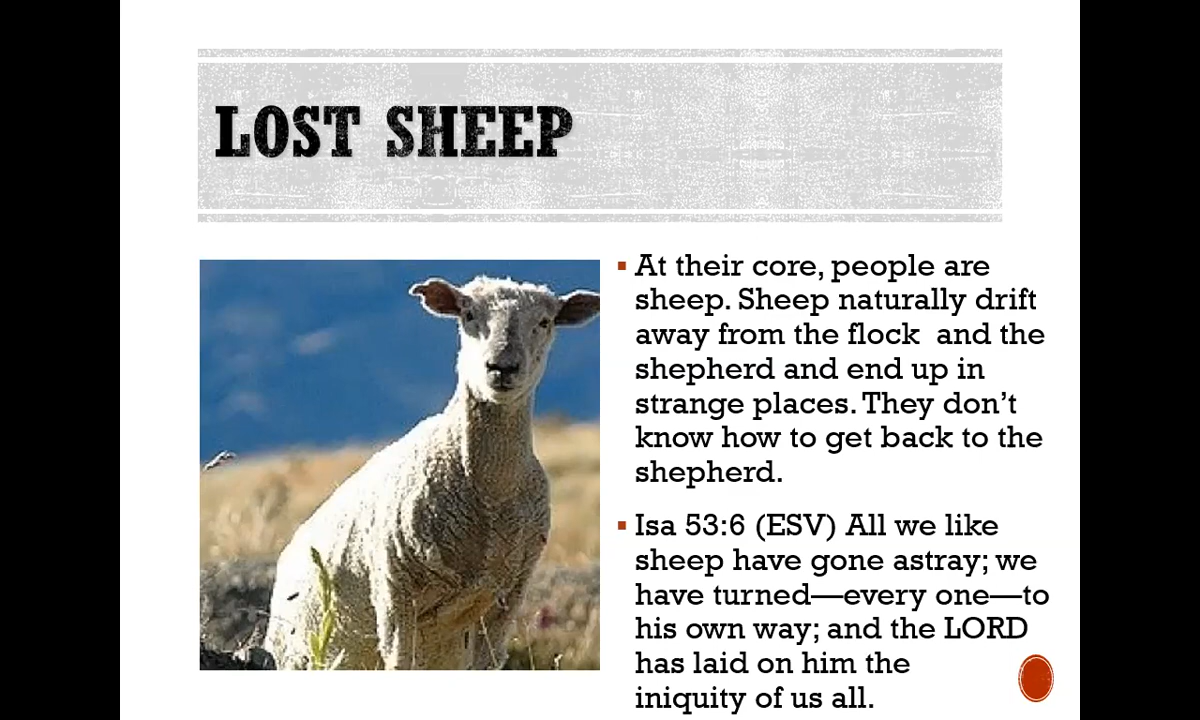 LOST SHEEP
▪ At their core, people are
sheep. Sheep naturally drift
away from the flock  and the
shepherd and end up in
strange places. They don’t
know how to get back to the
shepherd.
▪ Isa 53:6 (ESV) All we like
sheep have gone astray; we
have turned—every one—to
his own way; and the LORD
has laid on him the
iniquity of us all.